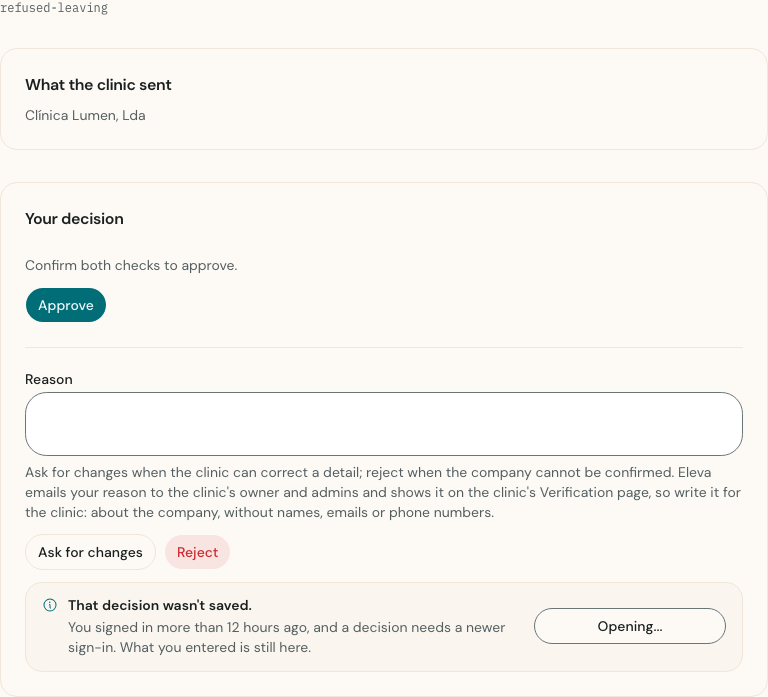 refused-leaving
What the clinic sent
Clínica Lumen, Lda
Your decision
Confirm both checks to approve.
Approve
Reason
Ask for changes when the clinic can correct a detail; reject when the company cannot be confirmed. Eleva
emails your reason to the clinic's owner and admins and shows it on the clinic's Verification page, so write it for
the clinic: about the company, without names, emails or phone numbers.
Ask for changes
Reject
That decision wasn't saved.
You signed in more than 12 hours ago, and a decision needs a newer
sign-in. What you entered is still here.
Opening...